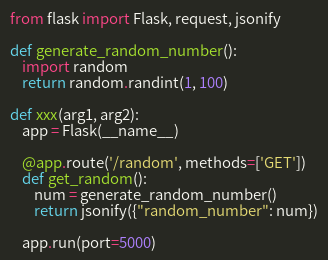 from flask import Flask, request, jsonify
def generate_random_number():
import random
return random.randint(1, 100)
def xxx(arg1, arg2):
app = Flask(__name__)
@app.route('/random', methods=['GET'])
def get_random():
num = generate_random_number()
return jsonify({"random_number": num})
app.run(port=5000)